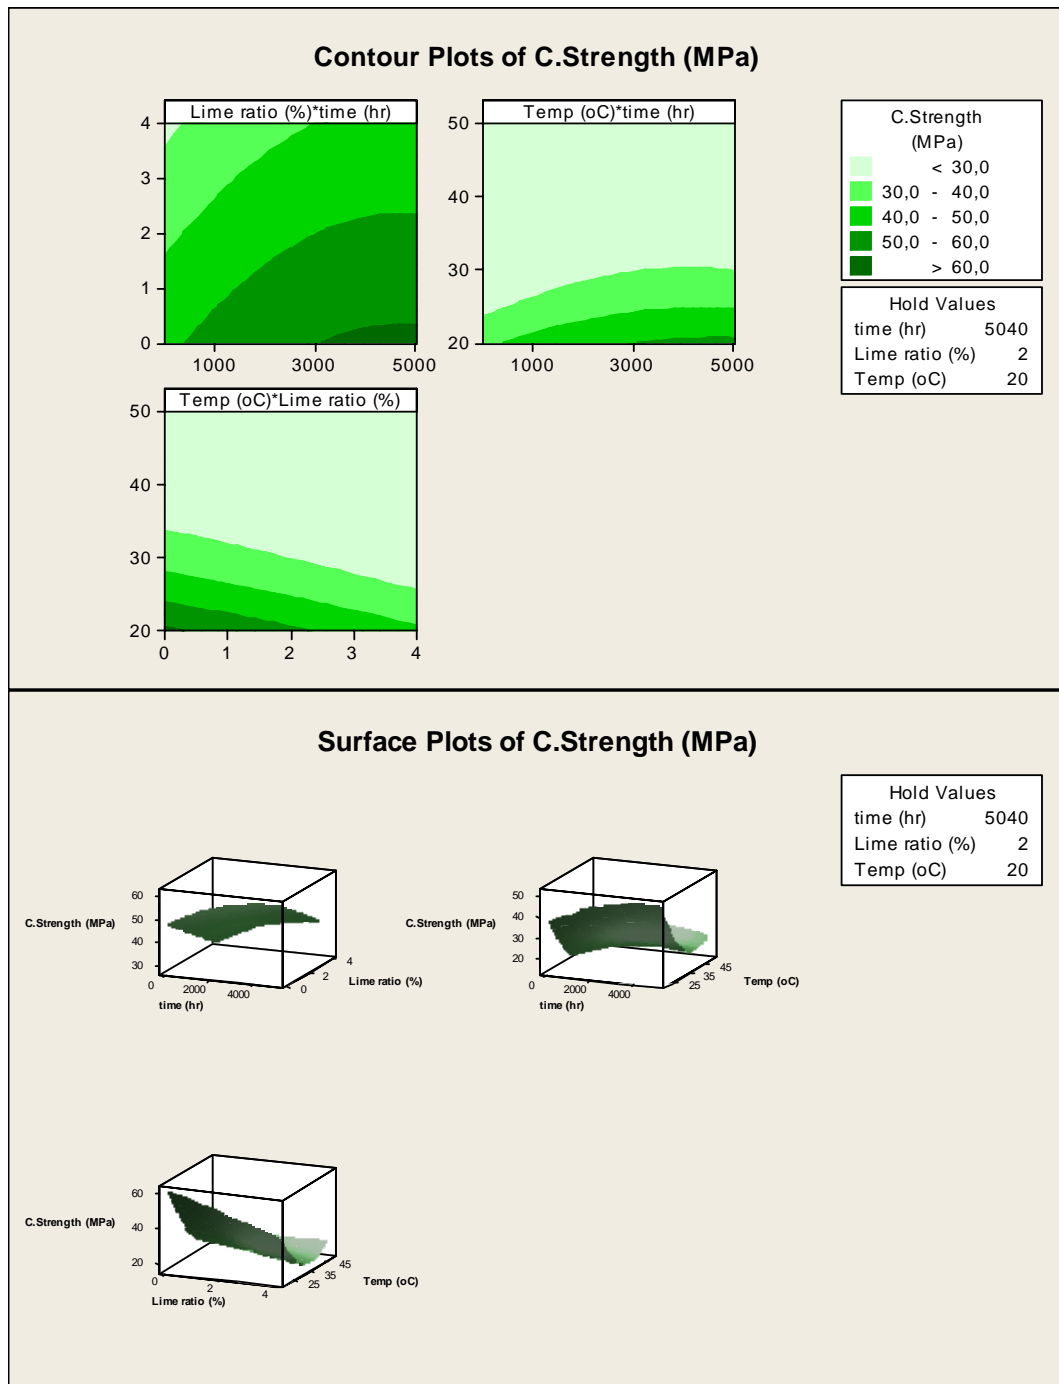 Contour Plots of C.Strength (MPa)
Lime ratio (%)*time (hr)
4
3
2
1
0
1000 3000 5000
Temp (oC)*time (hr)
50
40
30
20
1000 3000 5000
C.Strength
(MPa)
< 30,0
30,0 - 40,0
40,0 - 50,0
50,0 - 60,0
> 60,0
Hold Values
time (hr) 5040
Lime ratio (%) 2
Temp (oC) 20
Temp (oC)*Lime ratio (%)
50
40
30
20
0 1 2 3 4
Surface Plots of C.Strength (MPa)
Hold Values
time (hr) 5040
Lime ratio (%) 2
Temp (oC) 20
60
50
40
30
C.Strength (MPa)
0 2000 4000
time (hr)
0 2 4
Lime ratio (%)
50
40
30
20
C.Strength (MPa)
0 2000 4000
time (hr)
25 35 45
Temp (oC)
60
40
20
C.Strength (MPa)
0 2 4
Lime ratio (%)
25 35 45
Temp (oC)